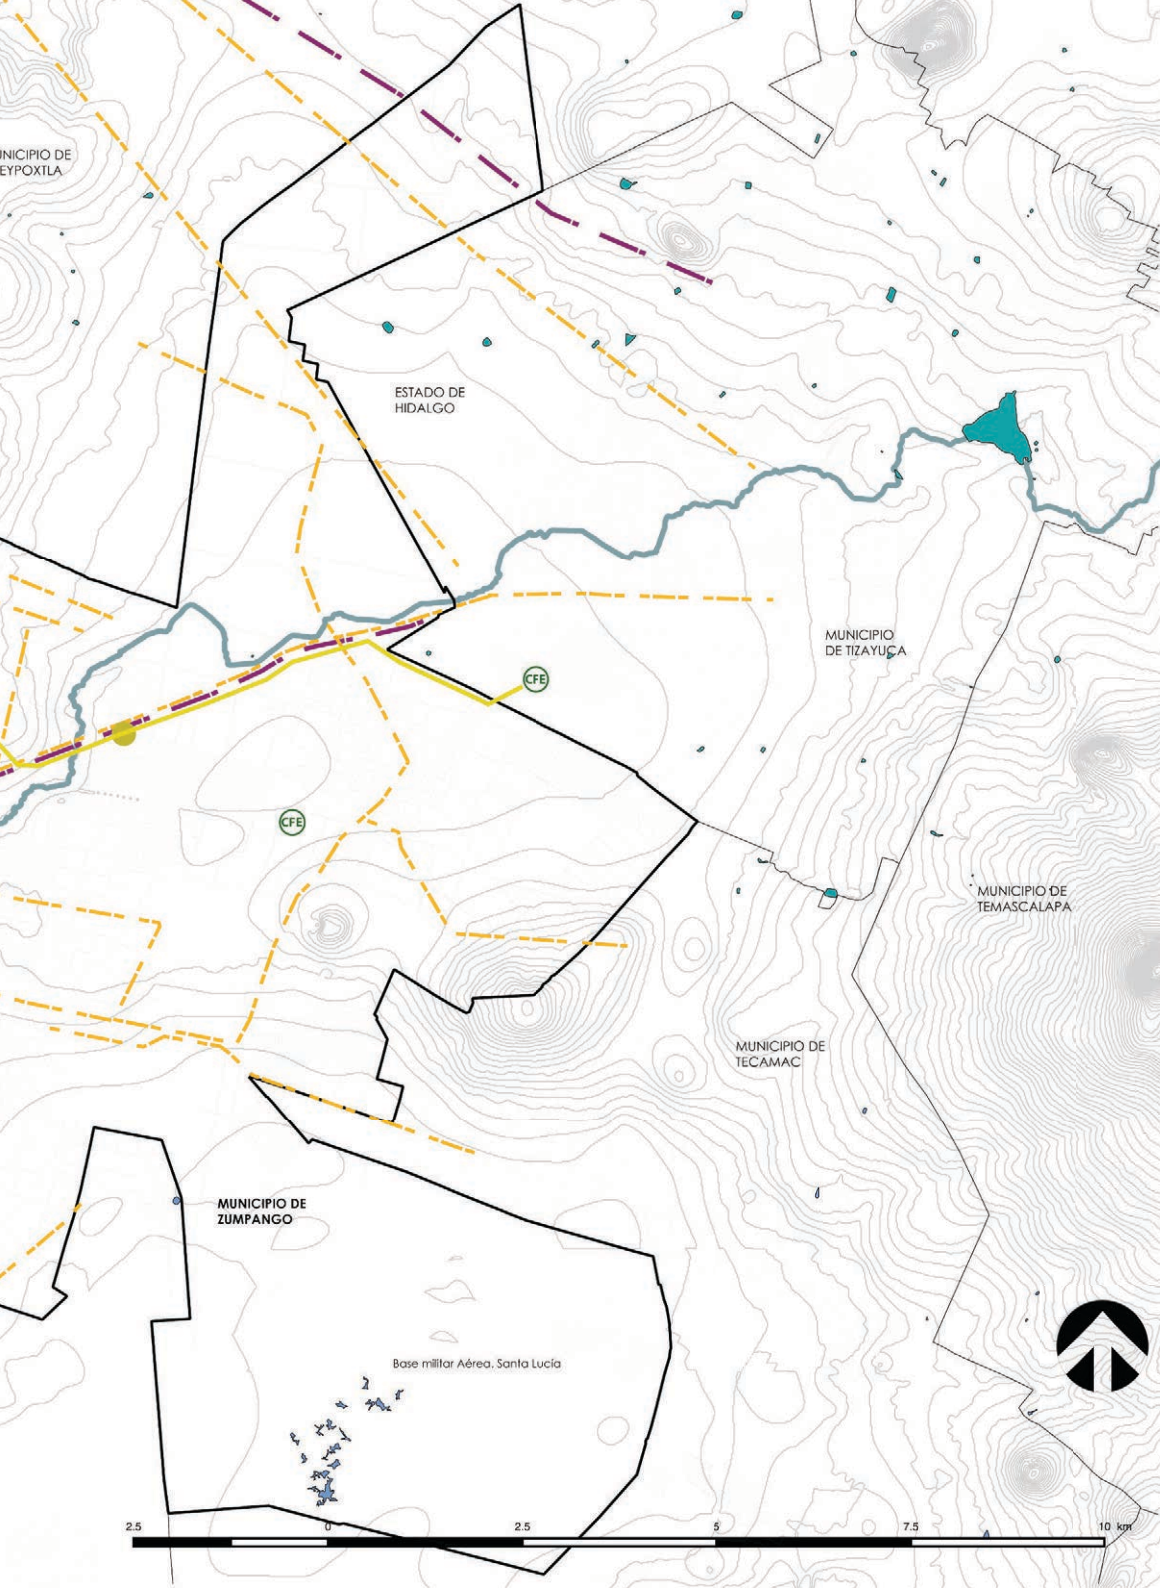 UNICIPIO DE
EYPOXTLA
ESTADO DE
HIDALGO
MUNICIPIO
DE TIZAYUCA
CFE
CFE
MUNICIPIO DE
TEMASCALAPA
MUNICIPIO DE
TECAMAC
MUNICIPIO DE
ZUMPANGO
Base militar Aérea, Santa Lucía
2.5 0 2.5 5 7.5 10 km